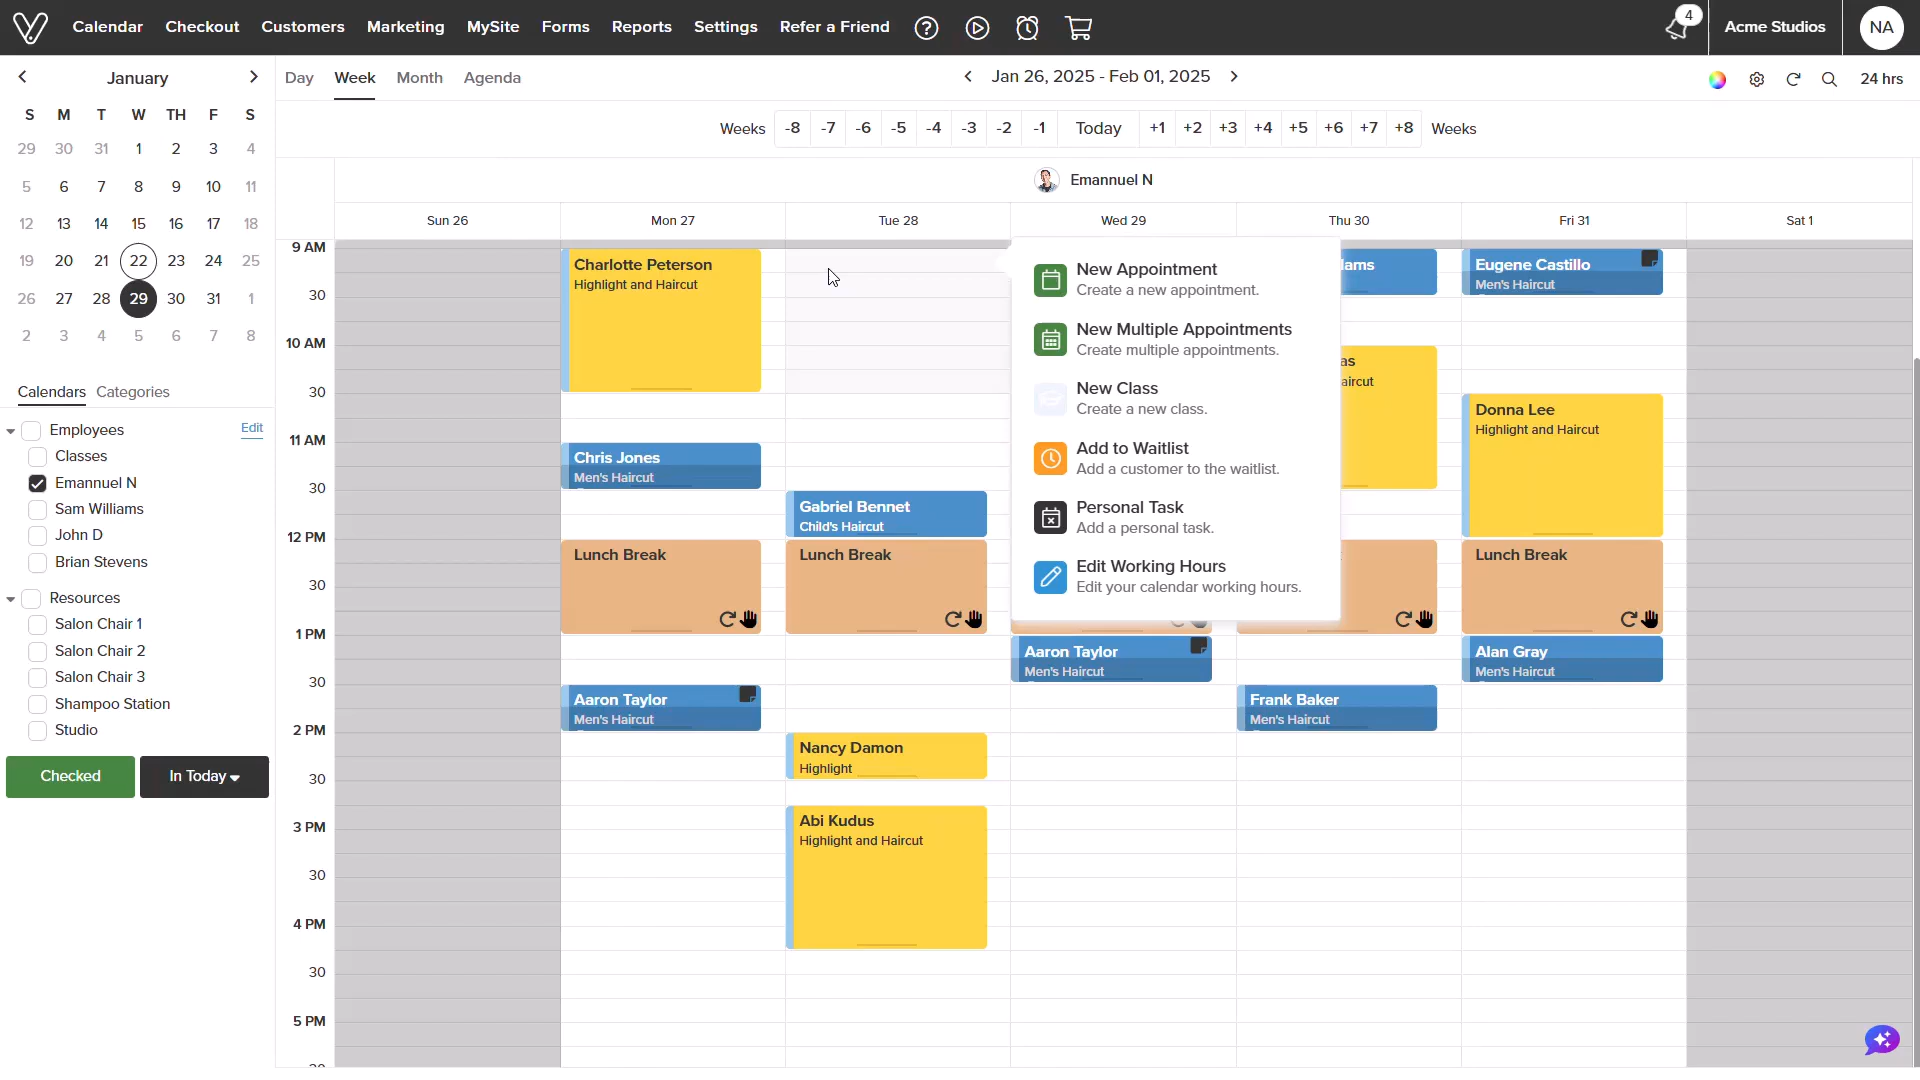 Calendar Checkout Customers Marketing MySite Forms Reports Settings Refer a Friend ? 4 Acme Studios NA
January
S M T W TH F S
29 30 31 1 2 3 4
5 6 7 8 9 10 11
12 13 14 15 16 17 18
19 20 21 22 23 24 25
26 27 28 29 30 31 1
2 3 4 5 6 7 8
Calendars Categories
Employees Edit
Classes
Emannuel N
Sam Williams
John D
Brian Stevens
Resources
Salon Chair 1
Salon Chair 2
Salon Chair 3
Shampoo Station
Studio
Checked In Today
Day Week Month Agenda
Jan 26, 2025 - Feb 01, 2025
24 hrs
Weeks -8 -7 -6 -5 -4 -3 -2 -1 Today +1 +2 +3 +4 +5 +6 +7 +8 Weeks
Emannuel N
Sun 26 Mon 27 Tue 28 Wed 29 Thu 30 Fri 31 Sat 1
9 AM
30
10 AM
30
11 AM
30
12 PM
30
1 PM
30
2 PM
30
3 PM
30
4 PM
30
5 PM
Charlotte Peterson
Highlight and Haircut
Chris Jones
Men's Haircut
Lunch Break
Aaron Taylor
Men's Haircut
Gabriel Bennet
Child's Haircut
Lunch Break
Nancy Damon
Highlight
Abi Kudus
Highlight and Haircut
New Appointment
Create a new appointment.
New Multiple Appointments
Create multiple appointments.
New Class
Create a new class.
Add to Waitlist
Add a customer to the waitlist.
Personal Task
Add a personal task.
Edit Working Hours
Edit your calendar working hours.
Aaron Taylor
Men's Haircut
lams
as
aircut
Frank Baker
Men's Haircut
Eugene Castillo
Men's Haircut
Donna Lee
Highlight and Haircut
Lunch Break
Alan Gray
Men's Haircut